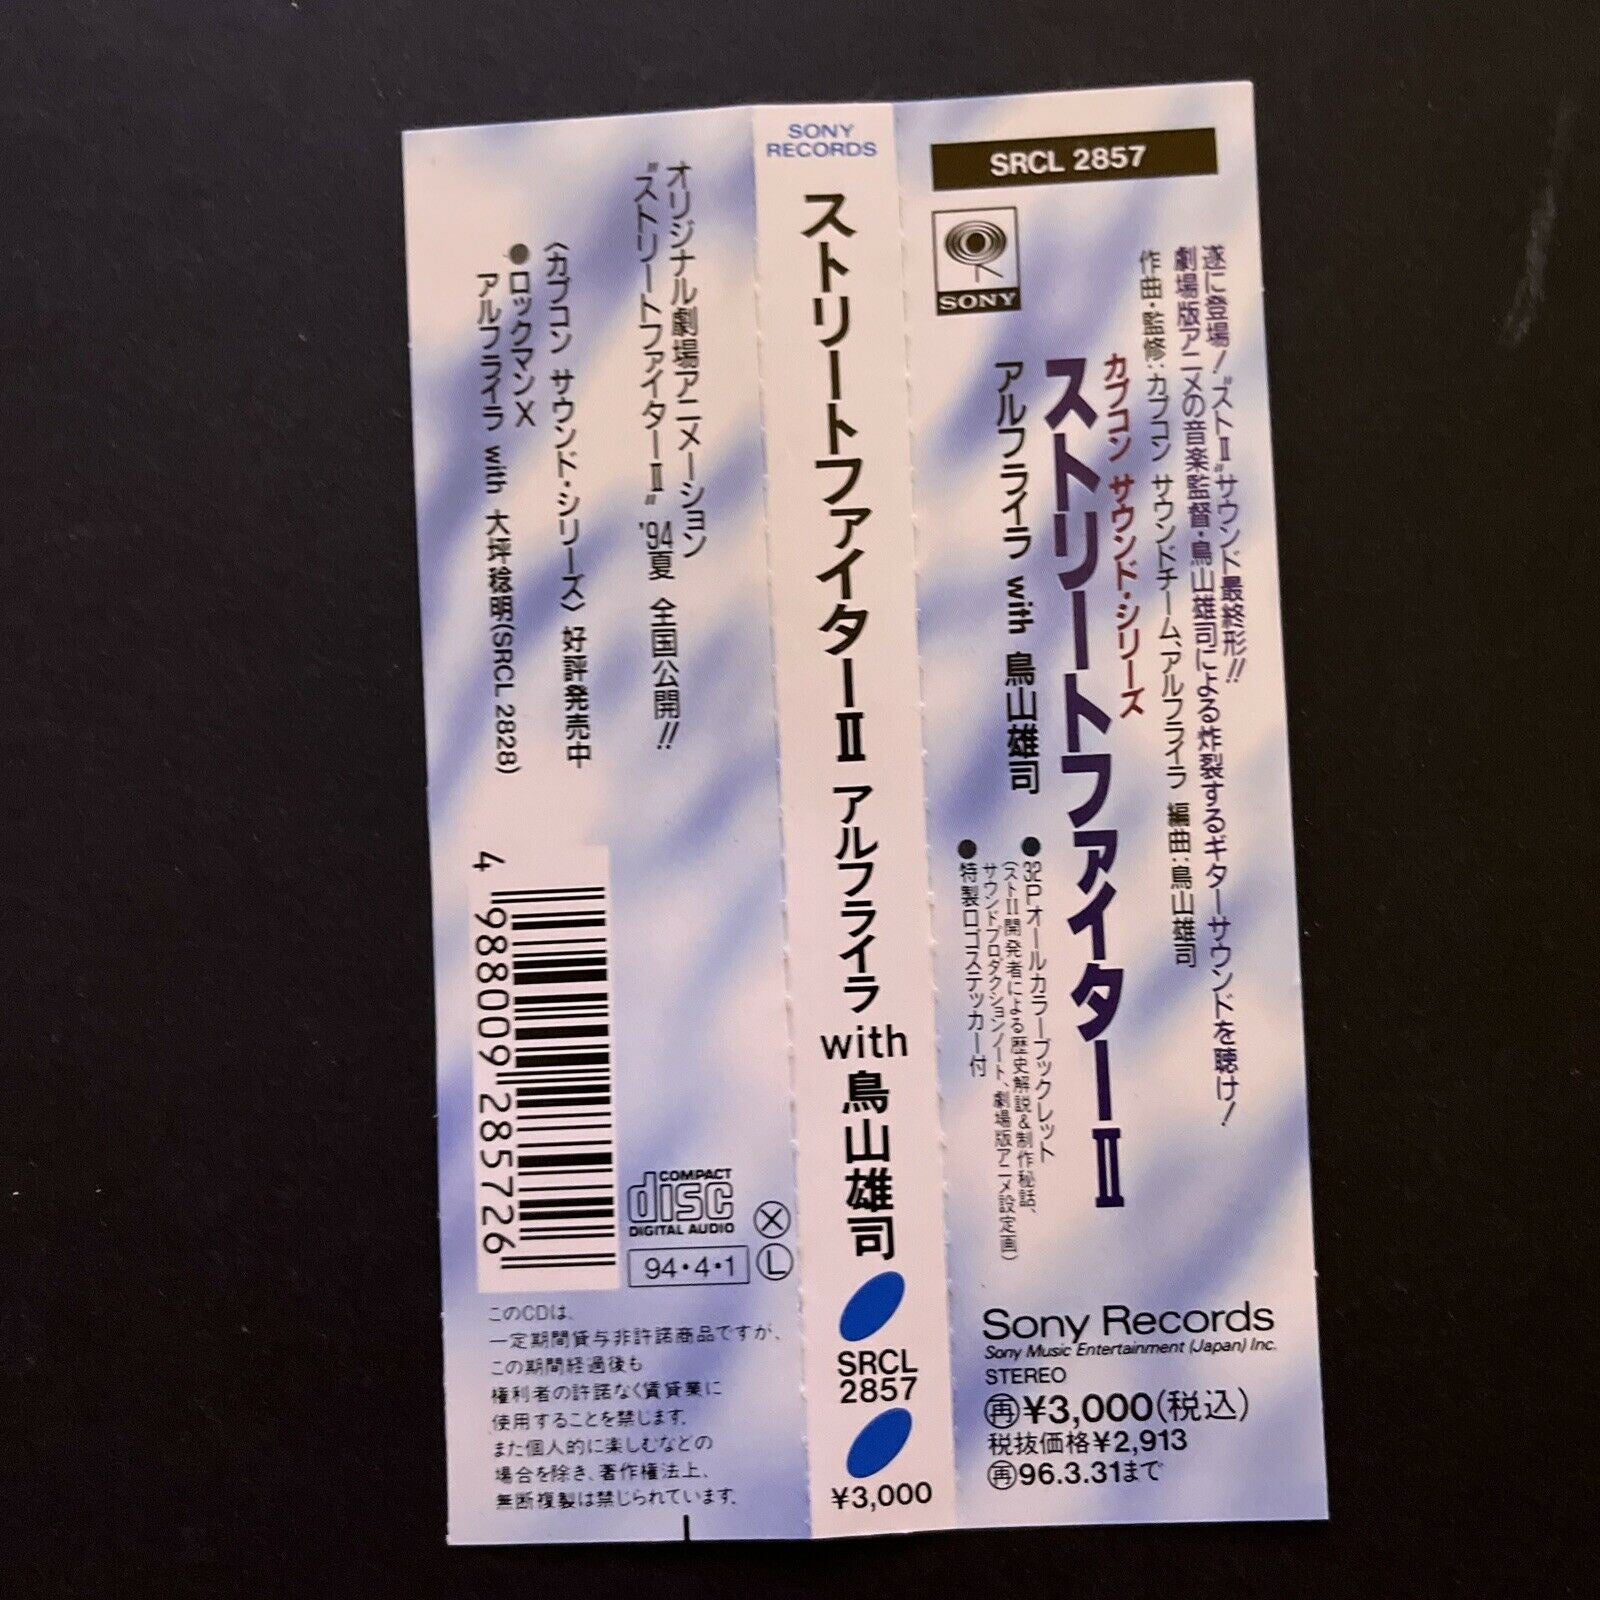 SRCL 2857
SONY
遂に登場！"ストⅡ"サウンド最終形!!
劇場版アニメの音楽監督・鳥山雄司による炸裂するギターサウンドを聴け！
作曲・監修：カプコン サウンドチーム、アルフライラ 編曲：鳥山雄司
カプコン サウンド・シリーズ
ストリートファイターⅡ
アルフライラ with 鳥山雄司
●32Pオールカラーブックレット
(ストⅡ開発者による歴史解説&制作秘話、
サウンドプロダクションノート、劇場版アニメ設定画)
●特製ロゴステッカー付
Sony Records
Sony Music Entertainment (Japan) Inc.
STEREO
再¥3,000(税込)
税抜価格¥2,913
再96.3.31まで
SONY
RECORDS
ストリートファイターⅡ アルフライラ with 鳥山雄司
SRCL
2857
¥3,000
オリジナル劇場アニメーション
"ストリートファイターⅡ" '94夏 全国公開!!
〈カプコン サウンド・シリーズ〉好評発売中
●ロックマンX
アルフライラ with 大坪稔明(SRCL 2828)
4 988009 285726
COMPACT
disc
DIGITAL AUDIO
94・4・1
X
L
このCDは、
一定期間貸与非許諾商品ですが、
この期間経過後も
権利者の許諾なく賃貸業に
使用することを禁じます。
また個人的に楽しむなどの
場合を除き、著作権法上、
無断複製は禁じられています。